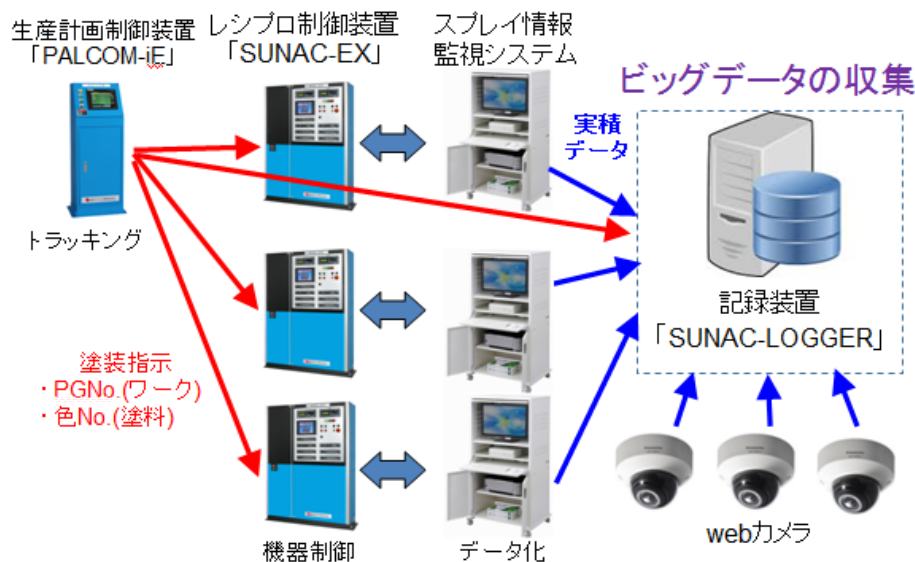 生産計画制御装置
「PALCOM-iE」
レシプロ制御装置
「SUNAC-EX」
スプレイ情報
監視システム
ビッグデータの収集
実積
データ
トラッキング
記録装置
「SUNAC-LOGGER」
塗装指示
・PGNo.(ワーク)
・色No.(塗料)
機器制御
データ化
webカメラ